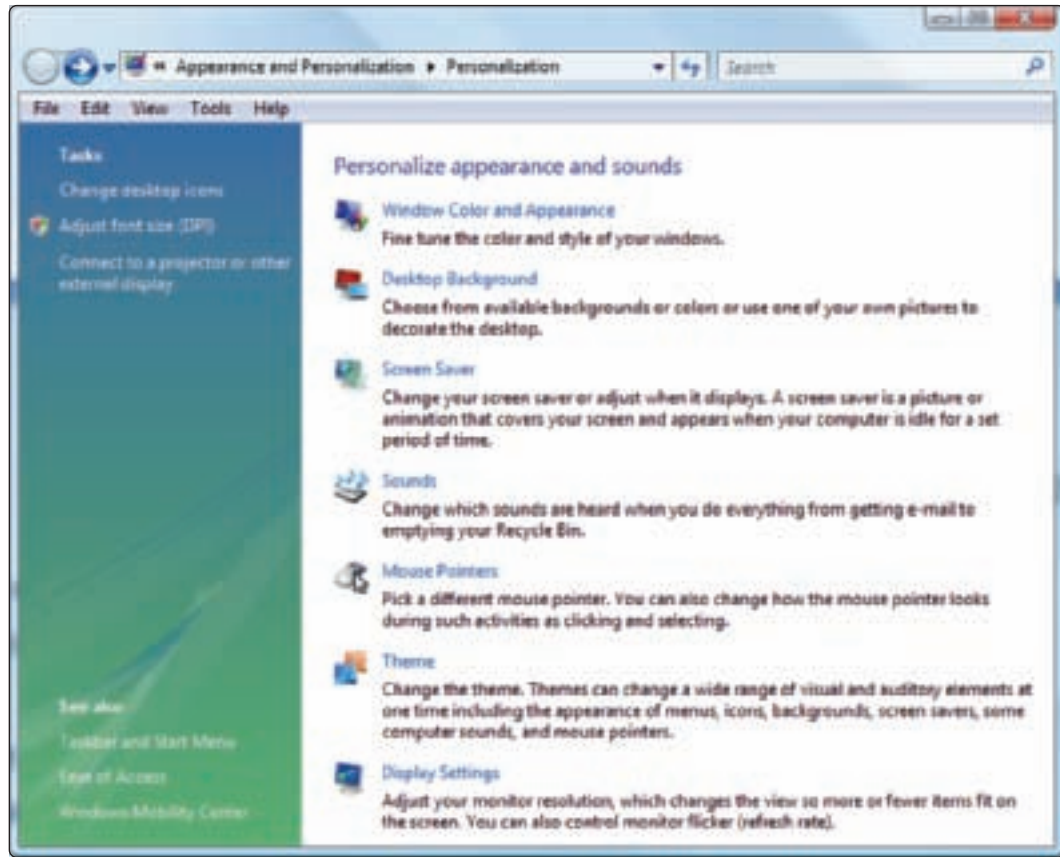 « Appearance and Personalization ▸ Personalization
Search
File Edit View Tools Help
Tasks
Change desktop icons
Adjust font size (DPI)
Connect to a projector or other
external display
See also
Taskbar and Start Menu
Ease of Access
Windows Mobility Center
Personalize appearance and sounds
Window Color and Appearance
Fine tune the color and style of your windows.
Desktop Background
Choose from available backgrounds or colors or use one of your own pictures to
decorate the desktop.
Screen Saver
Change your screen saver or adjust when it displays. A screen saver is a picture or
animation that covers your screen and appears when your computer is idle for a set
period of time.
Sounds
Change which sounds are heard when you do everything from getting e-mail to
emptying your Recycle Bin.
Mouse Pointers
Pick a different mouse pointer. You can also change how the mouse pointer looks
during such activities as clicking and selecting.
Theme
Change the theme. Themes can change a wide range of visual and auditory elements at
one time including the appearance of menus, icons, backgrounds, screen savers, some
computer sounds, and mouse pointers.
Display Settings
Adjust your monitor resolution, which changes the view so more or fewer items fit on
the screen. You can also control monitor flicker (refresh rate).